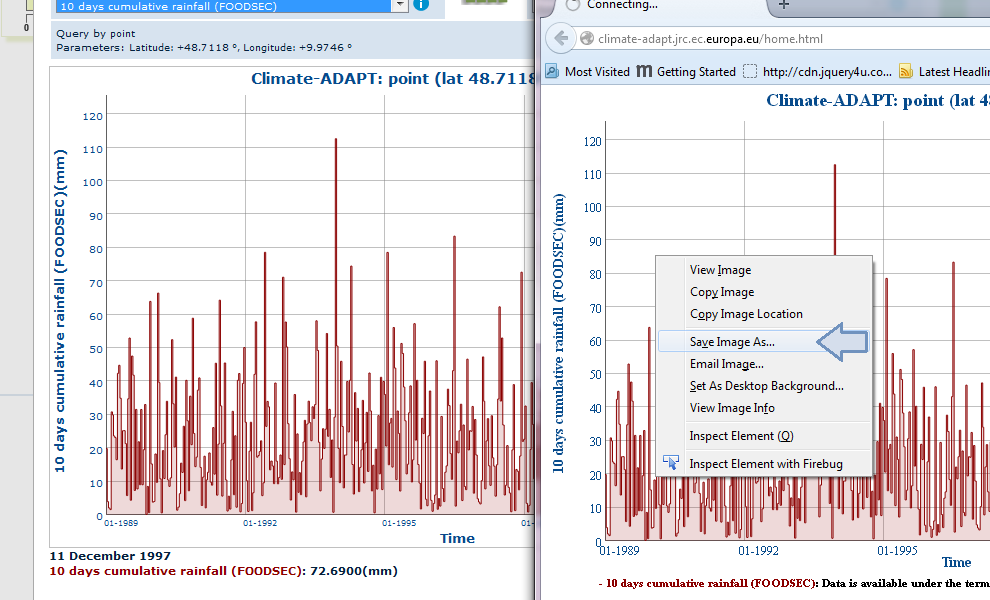 10 days cumulative rainfall (FOODSEC)
0
Query by point
Parameters: Latitude: +48.7118 °, Longitude: +9.9746 °
Climate-ADAPT: point (lat 48.7118
10 days cumulative rainfall (FOODSEC)(mm)
120
110
100
90
80
70
60
50
40
30
20
10
0
01-1989
01-1992
01-1995
01-
Time
11 December 1997
10 days cumulative rainfall (FOODSEC): 72.6900(mm)
Connecting...
climate-adapt.jrc.ec.europa.eu/home.html
Most Visited
Getting Started
http://cdn.jquery4u.co...
Latest Headlin
Climate-ADAPT: point (lat 48
10 days cumulative rainfall (FOODSEC)(mm)
120
110
100
90
80
70
60
50
40
30
20
10
0
View Image
Copy Image
Copy Image Location
Save Image As...
Email Image...
Set As Desktop Background...
View Image Info
Inspect Element (Q)
Inspect Element with Firebug
01-1989
01-1992
01-1995
Time
- 10 days cumulative rainfall (FOODSEC): Data is available under the term